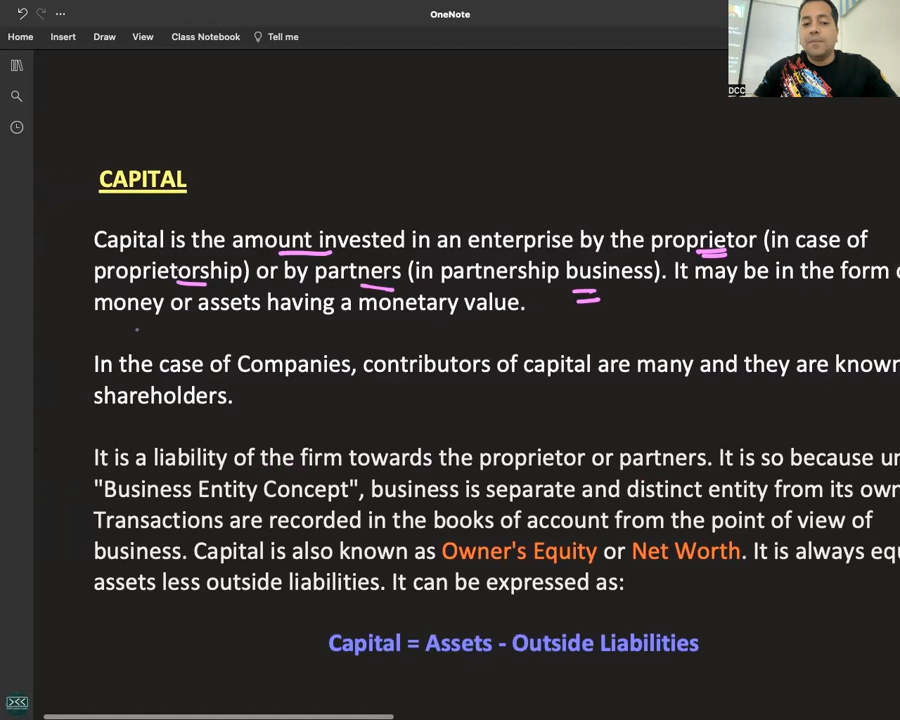 OneNote
Home Insert Draw View Class Notebook Tell me
DCC
CAPITAL
Capital is the amount invested in an enterprise by the proprietor (in case of
proprietorship) or by partners (in partnership business). It may be in the form
money or assets having a monetary value.
In the case of Companies, contributors of capital are many and they are known
shareholders.
It is a liability of the firm towards the proprietor or partners. It is so because
"Business Entity Concept", business is separate and distinct entity from its
Transactions are recorded in the books of account from the point of view of
business. Capital is also known as Owner's Equity or Net Worth. It is always
assets less outside liabilities. It can be expressed as:
Capital = Assets - Outside Liabilities